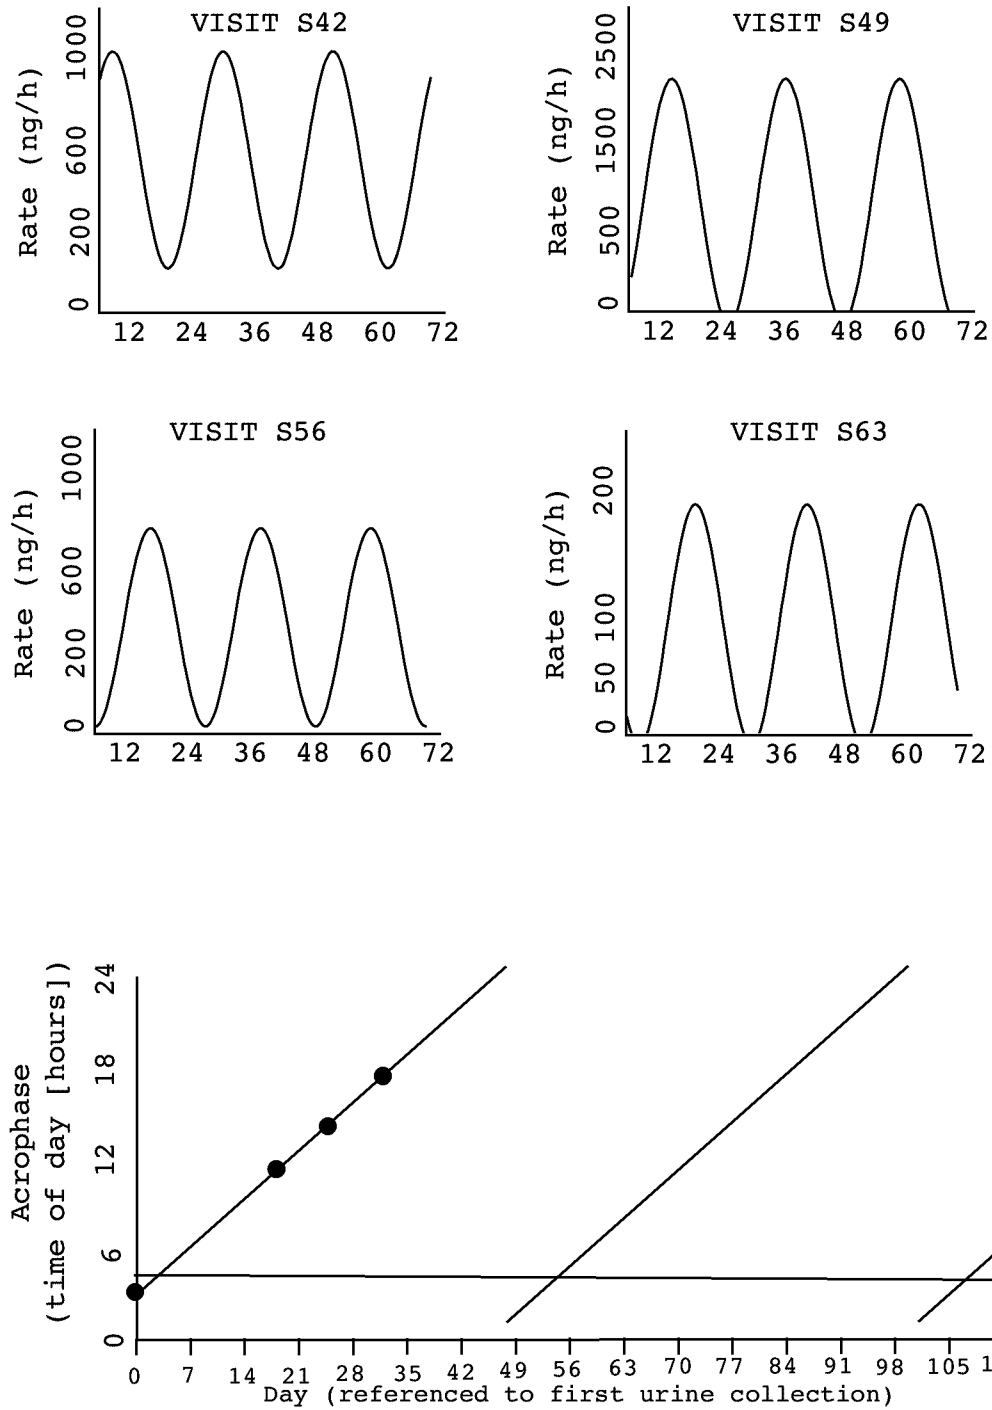 VISIT S42
Rate (ng/h)
1000
600
200
0
12 24 36 48 60 72
VISIT S49
Rate (ng/h)
2500
1500
500
0
12 24 36 48 60 72
VISIT S56
Rate (ng/h)
1000
600
200
0
12 24 36 48 60 72
VISIT S63
Rate (ng/h)
200
100
50
0
12 24 36 48 60 72
Acrophase
(time of day [hours])
24
18
12
6
0
0 7 14 21 28 35 42 49 56 63 70 77 84 91 98 105 1
Day (referenced to first urine collection)